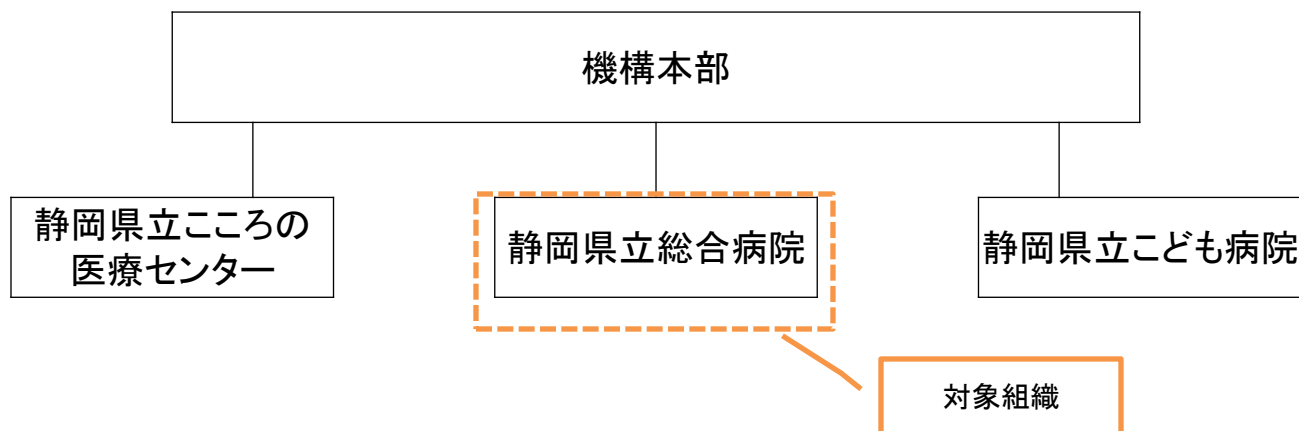 機構本部
静岡県立こころの
医療センター
静岡県立総合病院
静岡県立こども病院
対象組織